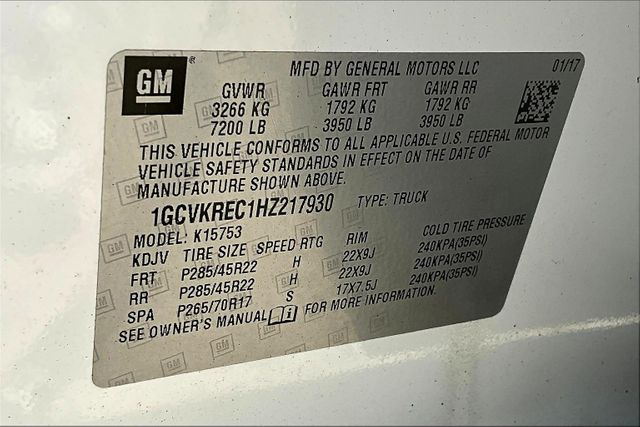 GM ®
MFD BY GENERAL MOTORS LLC 01/17
GVWR GAWR FRT GAWR RR
3266 KG 1792 KG 1792 KG
7200 LB 3950 LB 3950 LB
THIS VEHICLE CONFORMS TO ALL APPLICABLE U.S. FEDERAL MOTOR
VEHICLE SAFETY STANDARDS IN EFFECT ON THE DATE OF
MANUFACTURE SHOWN ABOVE.
1GCVKREC1HZ217930 TYPE: TRUCK
MODEL: K15753
KDJV TIRE SIZE SPEED RTG RIM COLD TIRE PRESSURE
FRT P285/45R22 H 22X9J 240KPA(35PSI)
RR P285/45R22 H 22X9J 240KPA(35PSI)
SPA P265/70R17 S 17X7.5J 240KPA(35PSI)
SEE OWNER'S MANUAL i FOR MORE INFORMATION.